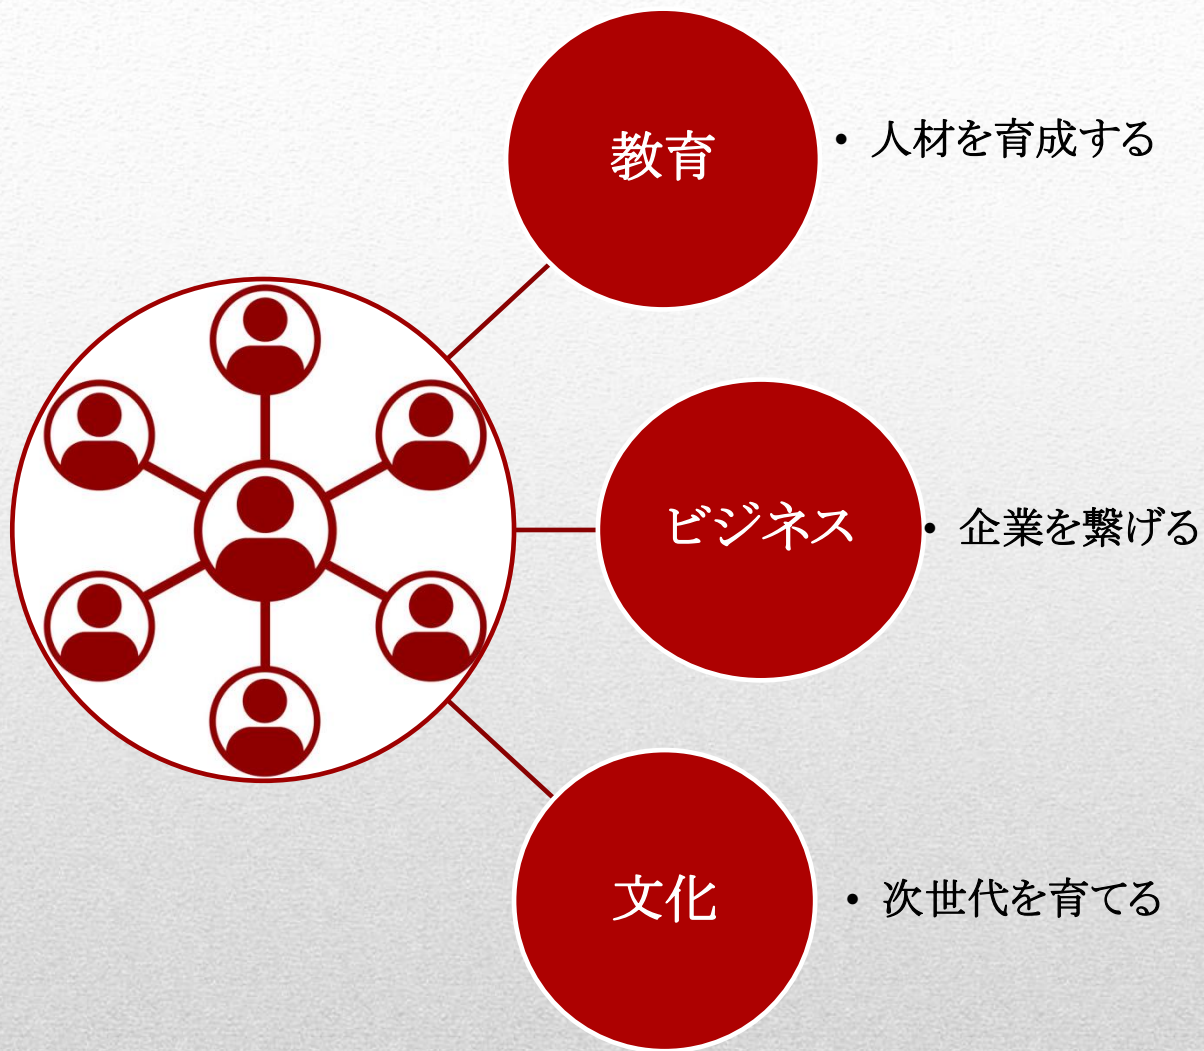 教育
• 人材を育成する
ビジネス
• 企業を繋げる
文化
• 次世代を育てる